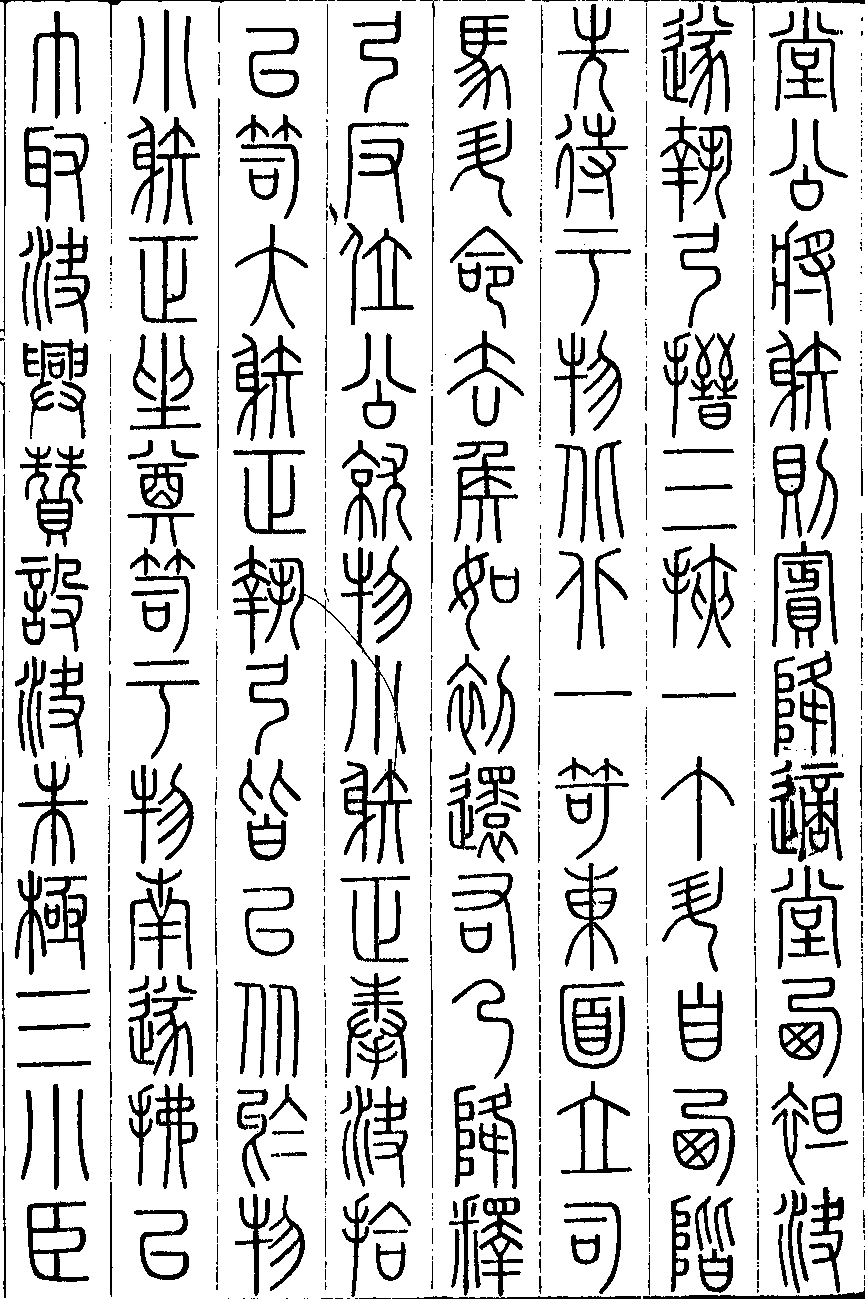 堂公將射則賓降適堂西袒決
遂執弓搢三挾一个升自西階
先待于物北北一笴東面立司
馬升命去侯如初還右乃降釋
弓反位公就物小射正奉決拾
以笥大射正執弓皆以從於物
小射正坐奠笥于物南遂拂以
巾取決興贊設決朱極三小臣